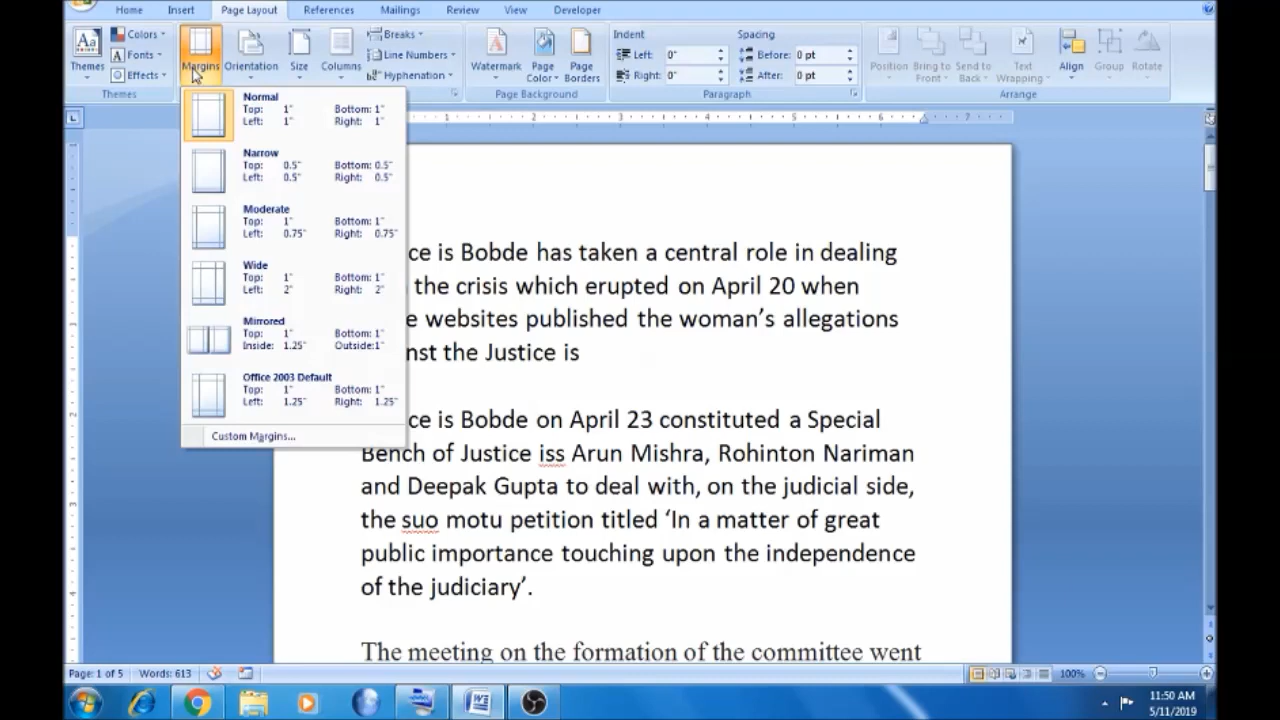 Home Insert Page Layout References Mailings Review View Developer
Colors Breaks Indent Spacing
Fonts Line Numbers Left: 0" Before: 0 pt
Themes Effects Margins Orientation Size Columns Hyphenation Watermark Page Color Page Borders Right: 0" After: 0 pt Position Bring to Front Send to Back Text Wrapping Align Group Rotate
Themes Page Background Paragraph Arrange
1 5 6 7
Normal
Top: 1" Bottom: 1"
Left: 1" Right: 1"
Narrow
Top: 0.5" Bottom: 0.5"
Left: 0.5" Right: 0.5"
Moderate
Top: 1" Bottom: 1"
Left: 0.75" Right: 0.75"
Wide
Top: 1" Bottom: 1"
Left: 2" Right: 2"
Mirrored
Top: 1" Bottom: 1"
Inside: 1.25" Outside:1"
Office 2003 Default
Top: 1" Bottom: 1"
Left: 1.25" Right: 1.25"
Custom Margins...
ce is Bobde has taken a central role in dealing
the crisis which erupted on April 20 when
e websites published the woman’s allegations
nst the Justice is
ce is Bobde on April 23 constituted a Special
Bench of Justice iss Arun Mishra, Rohinton Nariman
and Deepak Gupta to deal with, on the judicial side,
the suo motu petition titled ‘In a matter of great
public importance touching upon the independence
of the judiciary’.
The meeting on the formation of the committee went
Page: 1 of 5 Words: 613 100%
11:50 AM
5/11/2019